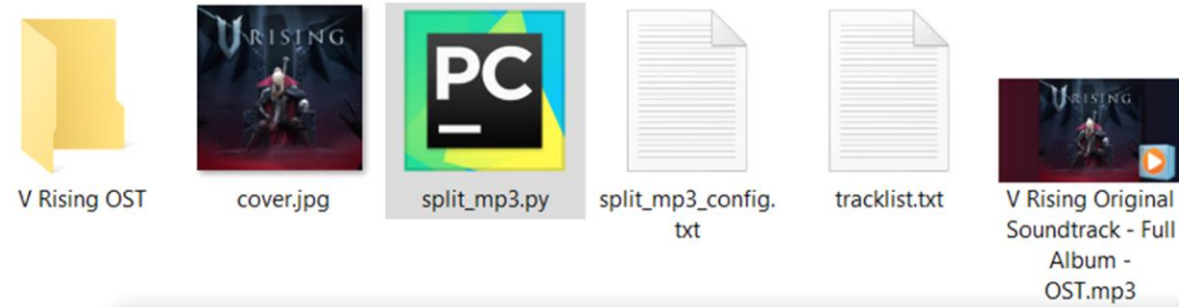 V RISING
PC
V RISING
V Rising OST
cover.jpg
split_mp3.py
split_mp3_config.
txt
tracklist.txt
V Rising Original
Soundtrack - Full
Album -
OST.mp3